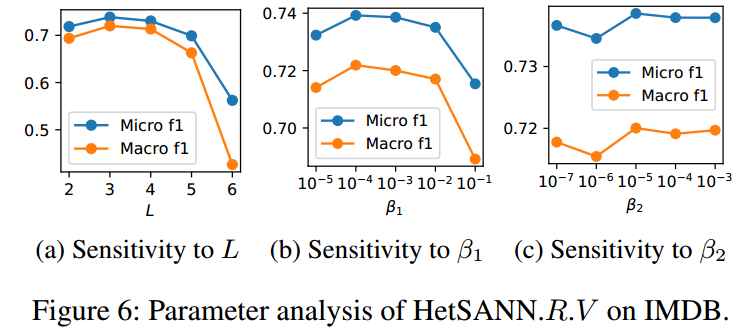 0.7
0.6
0.5
Micro f1
Macro f1
2 3 4 5 6
L
0.74
0.72
0.70
Micro f1
Macro f1
10⁻⁵ 10⁻⁴ 10⁻³ 10⁻² 10⁻¹
β₁
0.73
0.72
Micro f1
Macro f1
10⁻⁷ 10⁻⁶ 10⁻⁵ 10⁻⁴ 10⁻³
β₂
(a) Sensitivity to L (b) Sensitivity to β₁ (c) Sensitivity to β₂
Figure 6: Parameter analysis of HetSANN.R.V on IMDB.